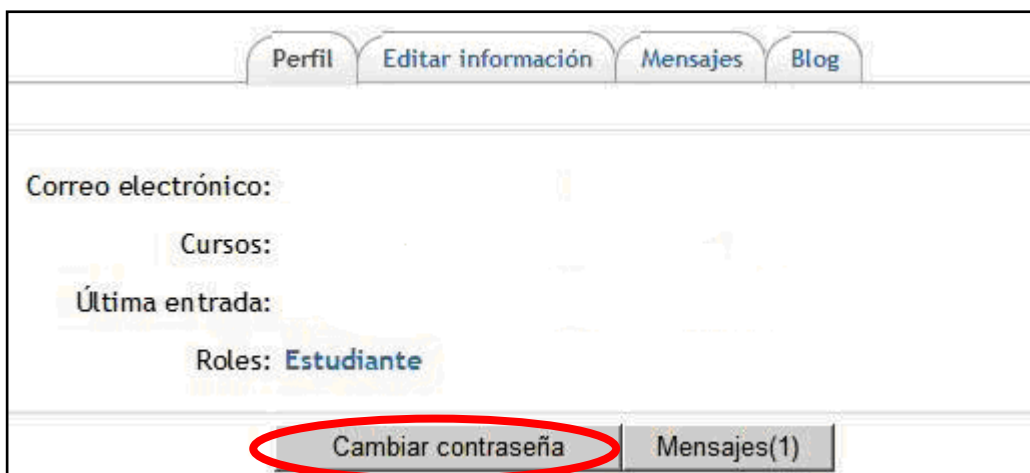 Perfil Editar información Mensajes Blog
Correo electrónico:
Cursos:
Última entrada:
Roles: Estudiante
Cambiar contraseña Mensajes(1)